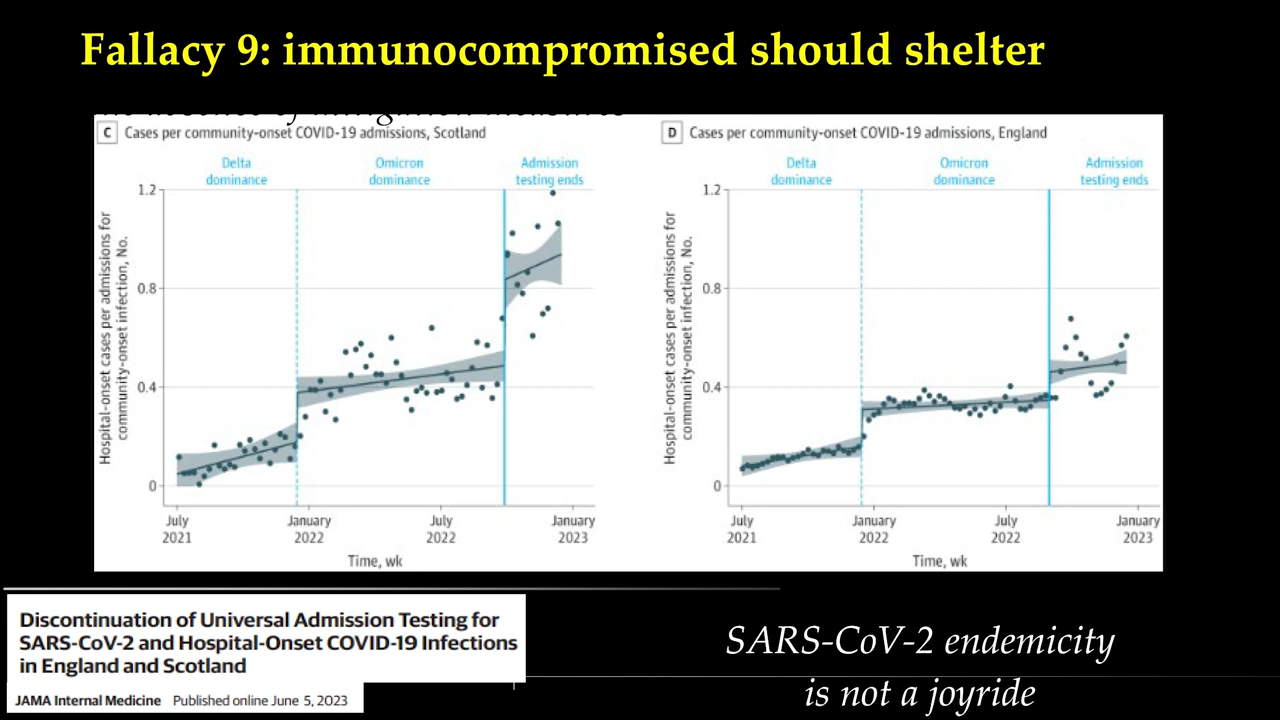 Fallacy 9: immunocompromised should shelter
absence of mitigation measures
C Cases per community-onset COVID-19 admissions, Scotland
Delta
dominance
Omicron
dominance
Admission
testing ends
Hospital-onset cases per admissions for
community-onset infection, No.
1.2
0.8
0.4
0
July
2021
January
2022
July
2022
January
2023
Time, wk
D Cases per community-onset COVID-19 admissions, England
Delta
dominance
Omicron
dominance
Admission
testing ends
Hospital-onset cases per admissions for
community-onset infection, No.
1.2
0.8
0.4
0
July
2021
January
2022
July
2022
January
2023
Time, wk
Discontinuation of Universal Admission Testing for
SARS-CoV-2 and Hospital-Onset COVID-19 Infections
in England and Scotland
JAMA Internal Medicine Published online June 5, 2023
SARS-CoV-2 endemicity
is not a joyride